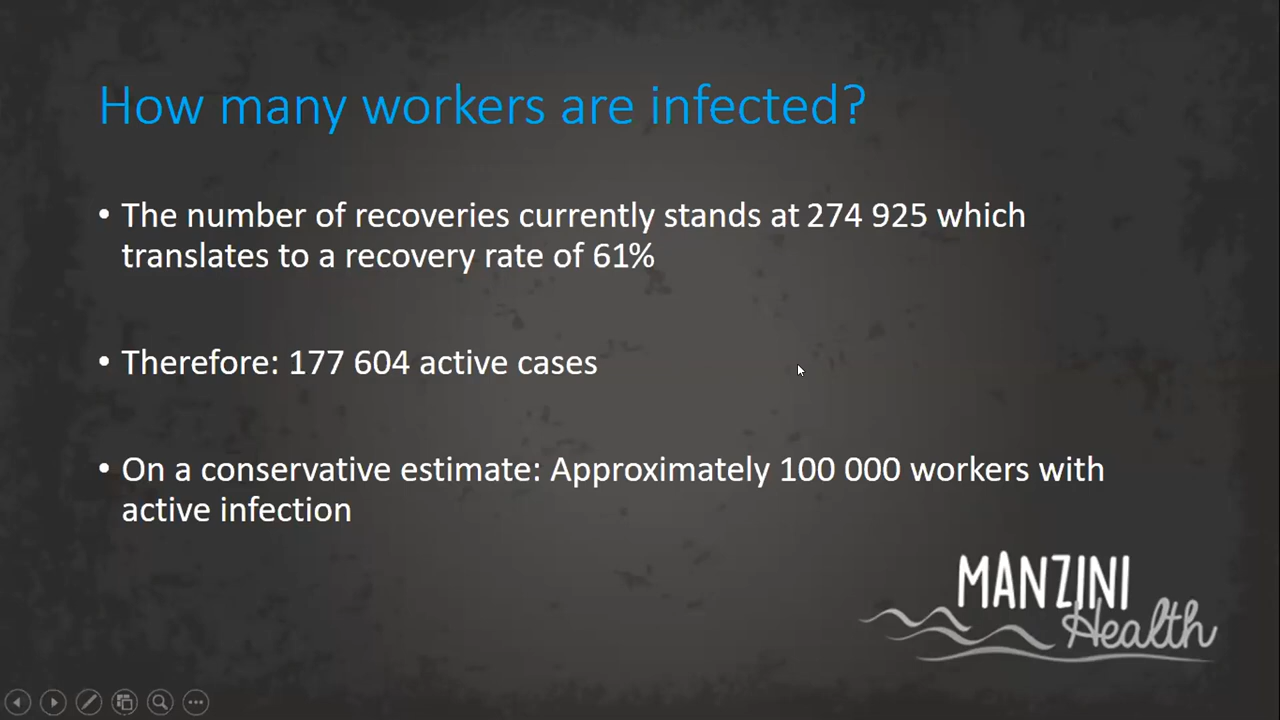 How many workers are infected?
• The number of recoveries currently stands at 274 925 which
translates to a recovery rate of 61%
• Therefore: 177 604 active cases
• On a conservative estimate: Approximately 100 000 workers with
active infection
MANZINI
Health